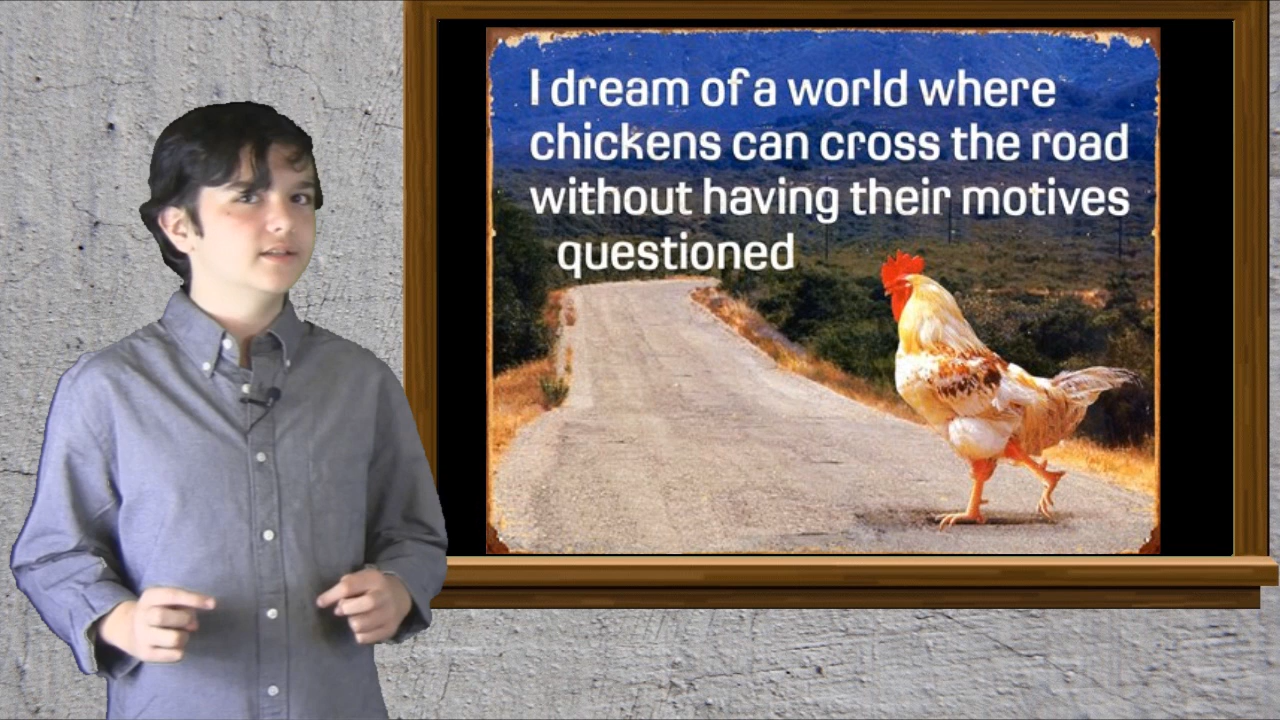 I dream of a world where
chickens can cross the road
without having their motives
questioned